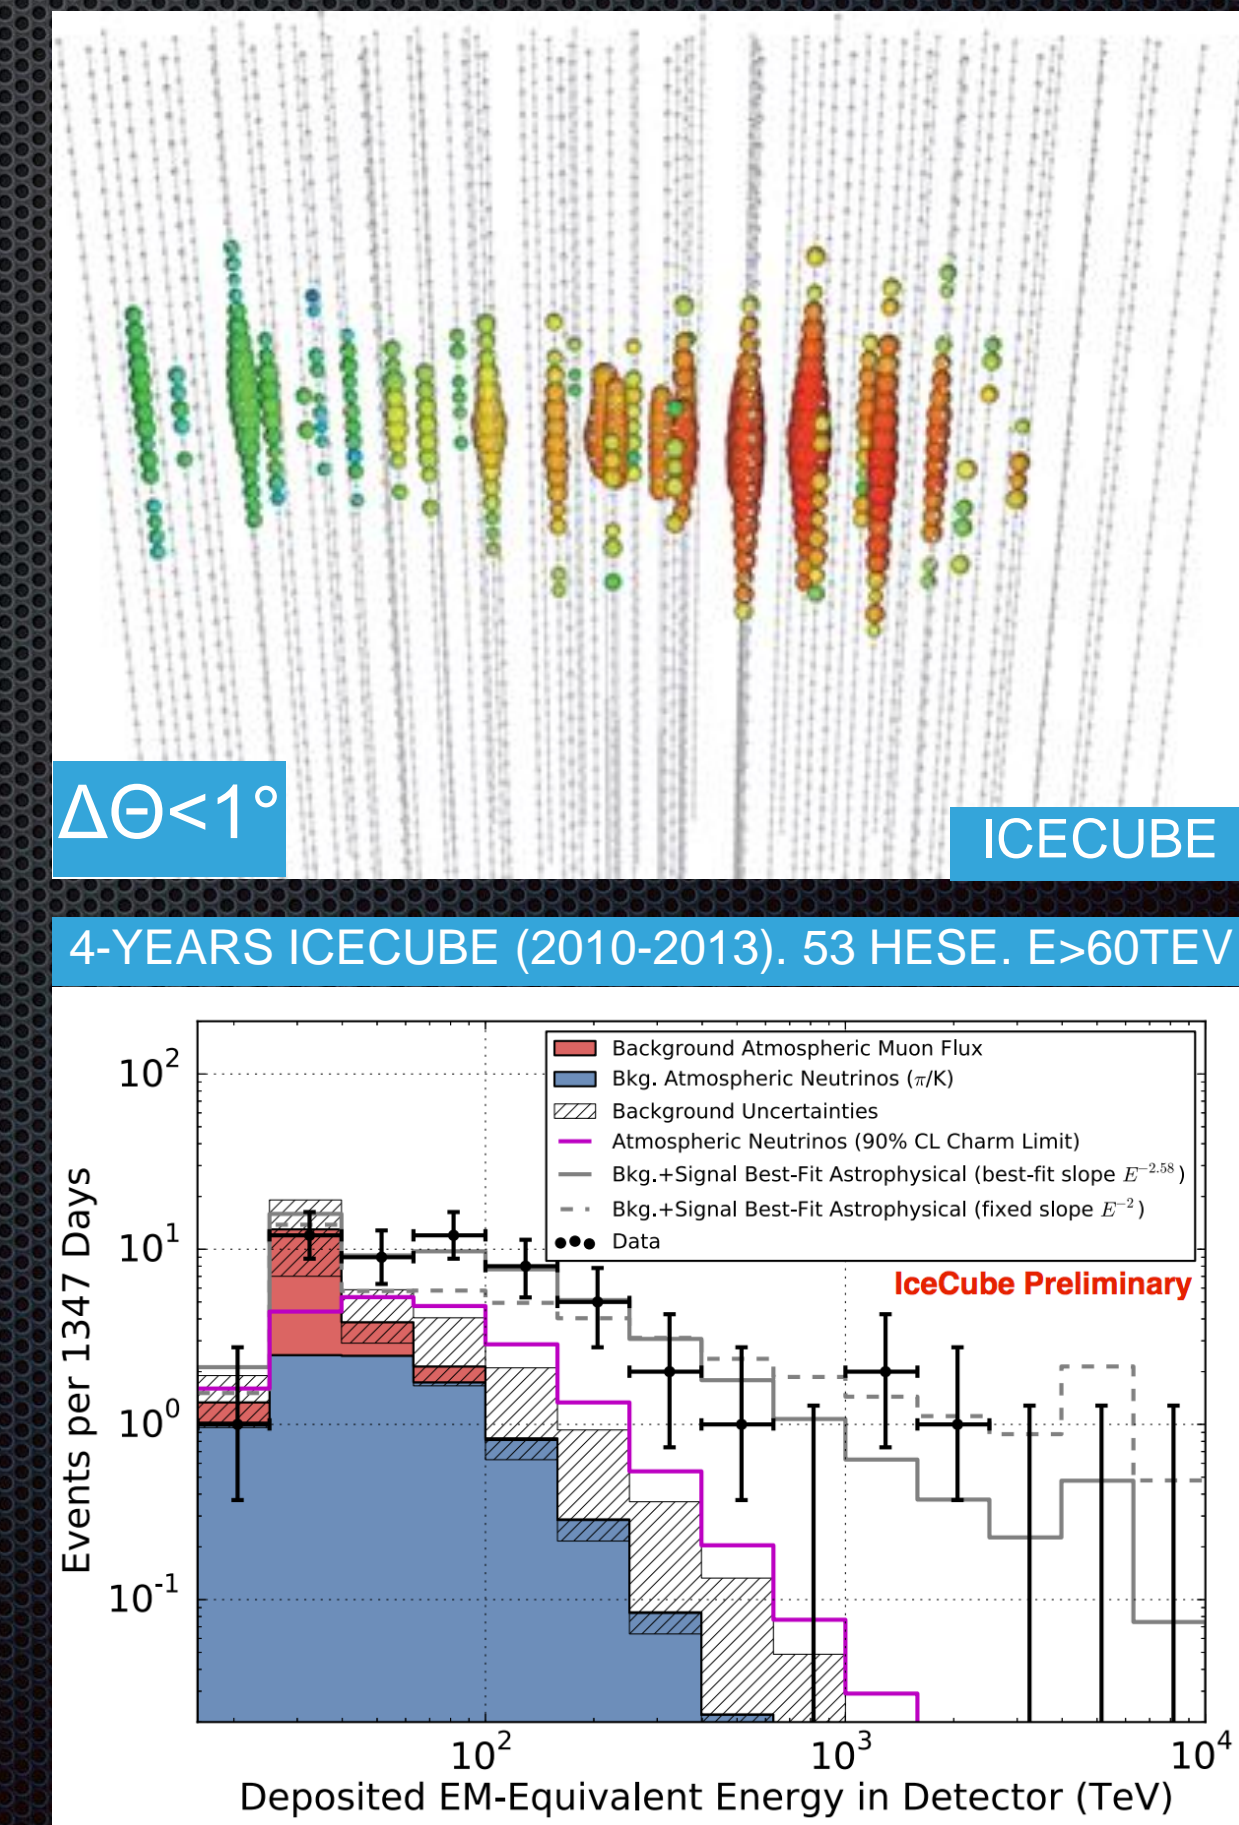 ΔΘ<1°
ICECUBE
4-YEARS ICECUBE (2010-2013). 53 HESE. E>60TEV
Background Atmospheric Muon Flux
Bkg. Atmospheric Neutrinos (π/K)
Background Uncertainties
Atmospheric Neutrinos (90% CL Charm Limit)
Bkg.+Signal Best-Fit Astrophysical (best-fit slope E^{-2.58})
Bkg.+Signal Best-Fit Astrophysical (fixed slope E^{-2})
Data
IceCube Preliminary
Events per 1347 Days
10^2
10^1
10^0
10^{-1}
10^2 10^3 10^4
Deposited EM-Equivalent Energy in Detector (TeV)